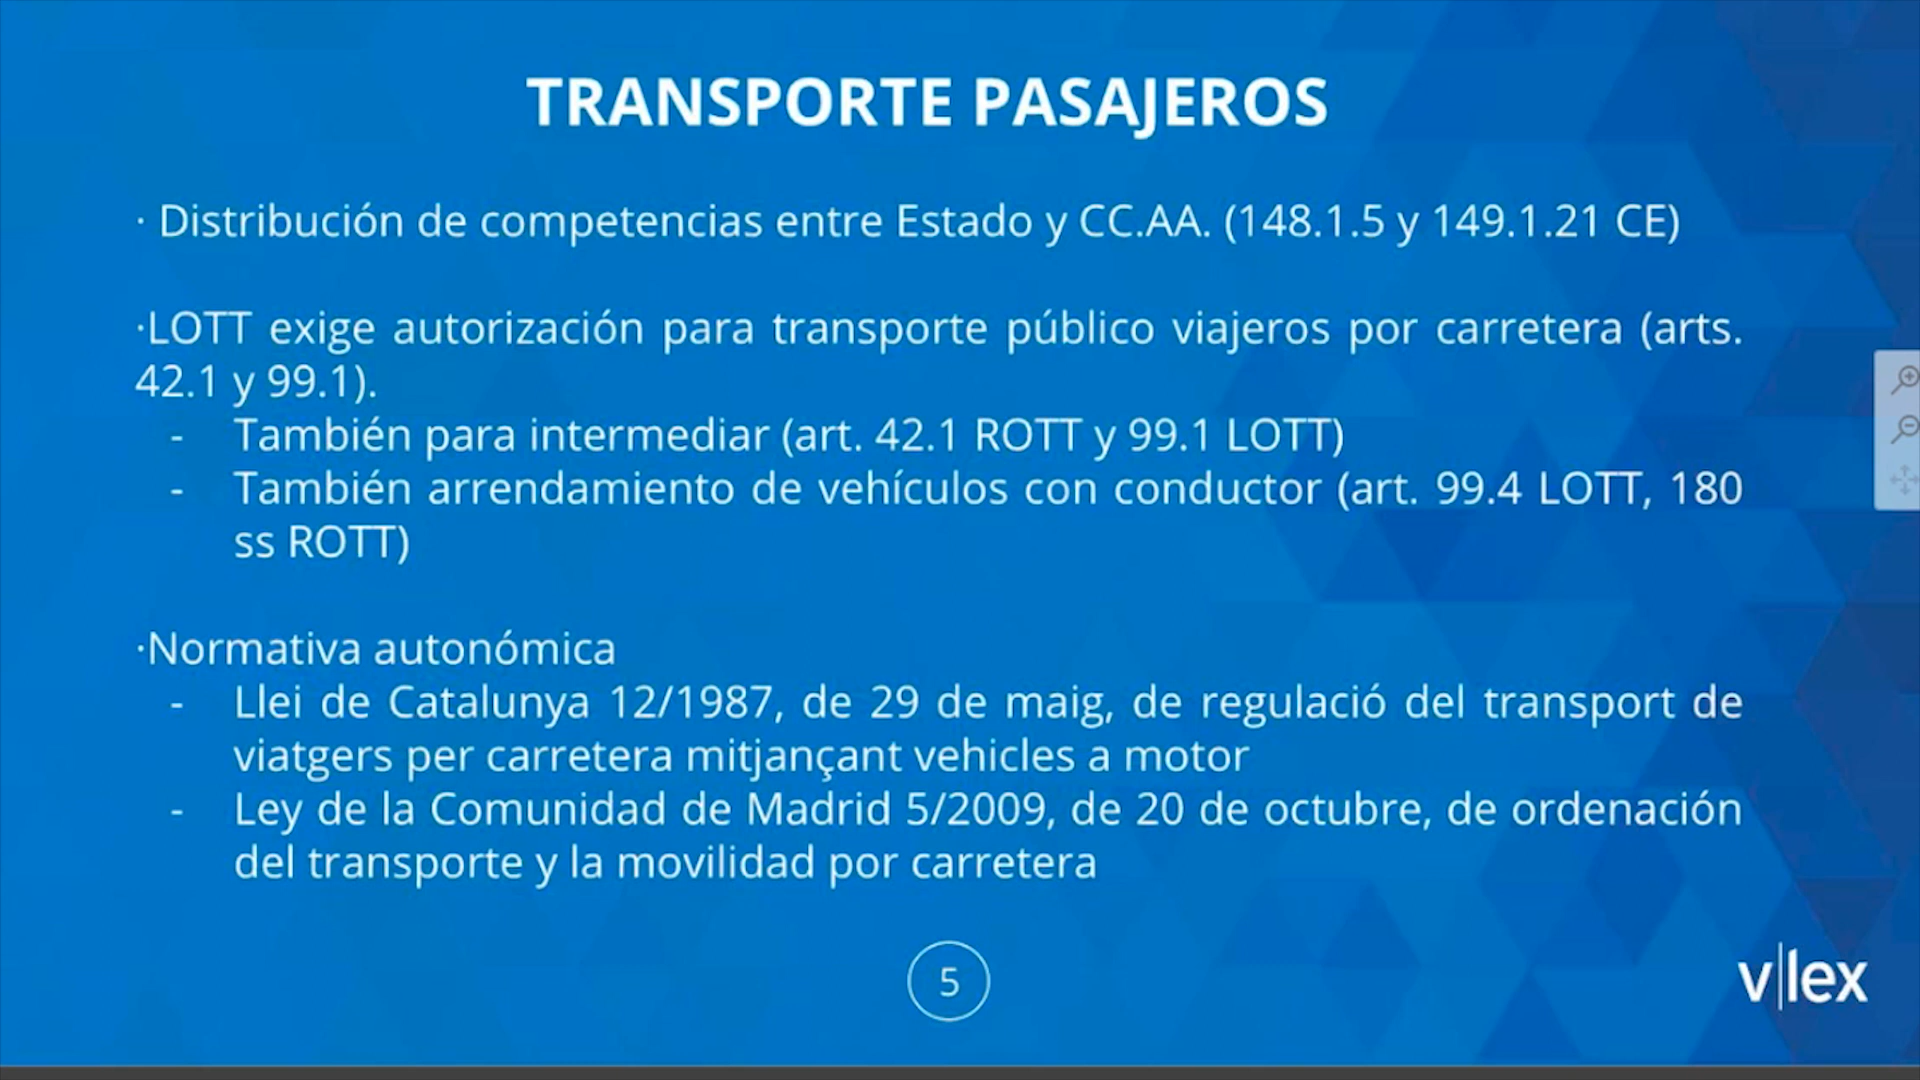 TRANSPORTE PASAJEROS
· Distribución de competencias entre Estado y CC.AA. (148.1.5 y 149.1.21 CE)
·LOTT exige autorización para transporte público viajeros por carretera (arts.
42.1 y 99.1).
- También para intermediar (art. 42.1 ROTT y 99.1 LOTT)
- También arrendamiento de vehículos con conductor (art. 99.4 LOTT, 180
ss ROTT)
·Normativa autonómica
- Llei de Catalunya 12/1987, de 29 de maig, de regulació del transport de
viatgers per carretera mitjançant vehicles a motor
- Ley de la Comunidad de Madrid 5/2009, de 20 de octubre, de ordenación
del transporte y la movilidad por carretera
5
v|lex